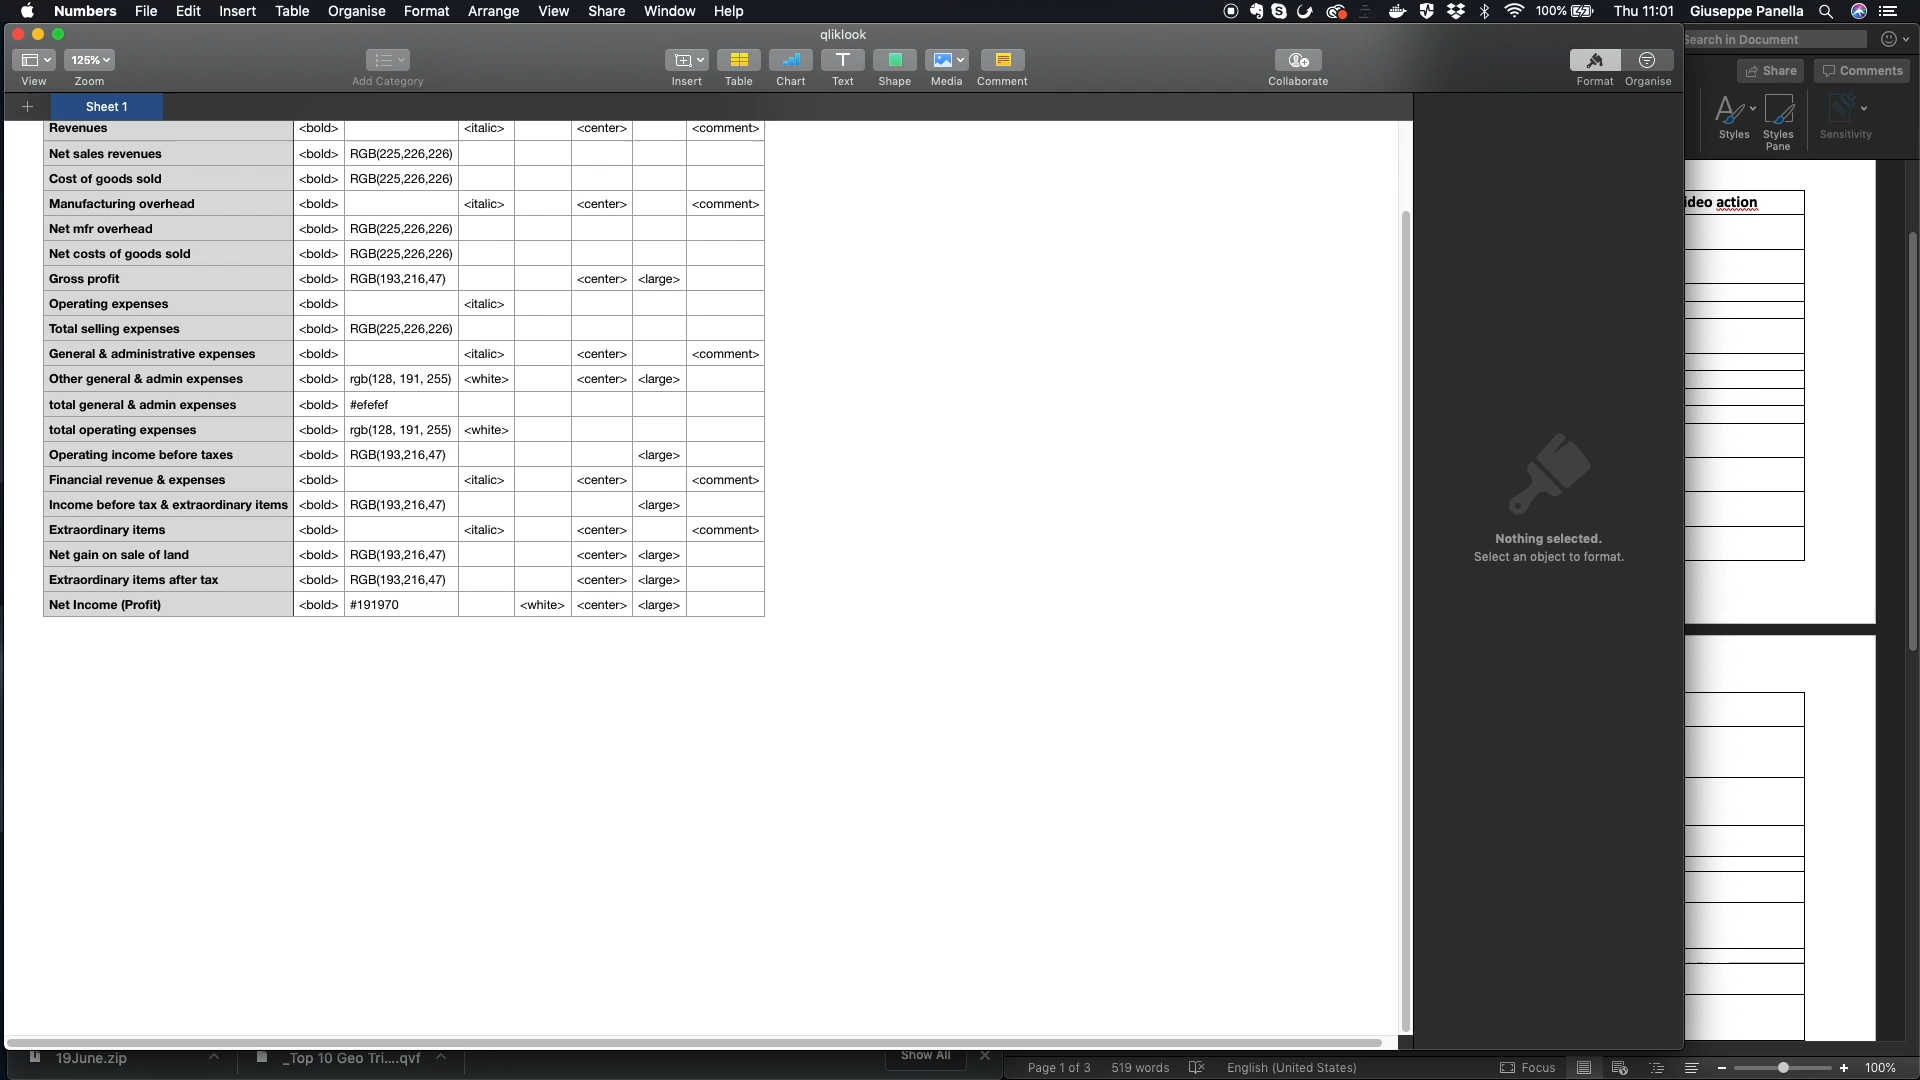 Numbers File Edit Insert Table Organise Format Arrange View Share Window Help 100% Thu 11:01 Giuseppe Panella
qliklook
Search in Document
125%
View Zoom Add Category Insert Table Chart Text Shape Media Comment Collaborate Format Organise
Share Comments
Sheet 1
Styles Styles Pane Sensitivity
Revenues <bold> <italic> <center> <comment>
Net sales revenues <bold> RGB(225,226,226)
Cost of goods sold <bold> RGB(225,226,226)
Manufacturing overhead <bold> <italic> <center> <comment>
ideo action
Net mfr overhead <bold> RGB(225,226,226)
Net costs of goods sold <bold> RGB(225,226,226)
Gross profit <bold> RGB(193,216,47) <center> <large>
Operating expenses <bold> <italic>
Total selling expenses <bold> RGB(225,226,226)
General & administrative expenses <bold> <italic> <center> <comment>
Other general & admin expenses <bold> rgb(128, 191, 255) <white> <center> <large>
total general & admin expenses <bold> #efefef
total operating expenses <bold> rgb(128, 191, 255) <white>
Operating income before taxes <bold> RGB(193,216,47) <large>
Financial revenue & expenses <bold> <italic> <center> <comment>
Income before tax & extraordinary items <bold> RGB(193,216,47) <large>
Extraordinary items <bold> <italic> <center> <comment>
Net gain on sale of land <bold> RGB(193,216,47) <center> <large>
Extraordinary items after tax <bold> RGB(193,216,47) <center> <large>
Net Income (Profit) <bold> #191970 <white> <center> <large>
Nothing selected.
Select an object to format.
19June.zip _Top 10 Geo Tri....qvf Show All
Page 1 of 3 519 words English (United States) Focus 100%